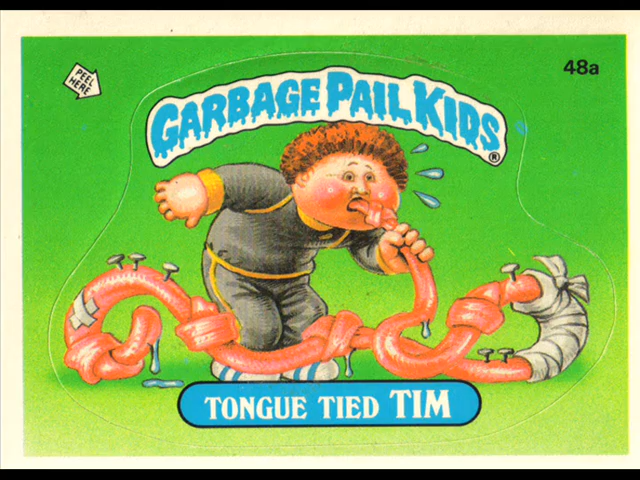 PEEL
HERE
48a
GARBAGE PAIL KIDS®
TONGUE TIED TIM